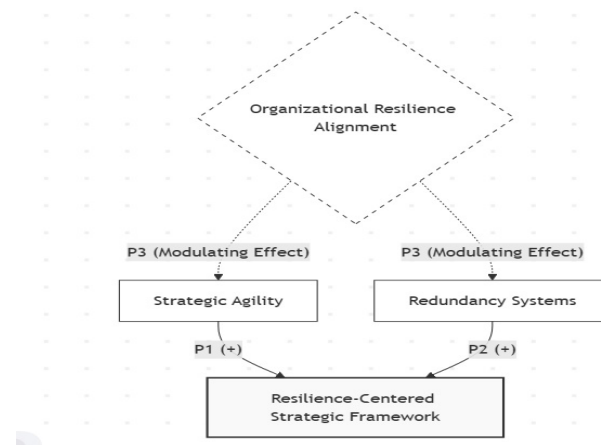 Organizational Resilience
Alignment
P3 (Modulating Effect)
P3 (Modulating Effect)
Strategic Agility
Redundancy Systems
P1 (+)
P2 (+)
Resilience-Centered
Strategic Framework